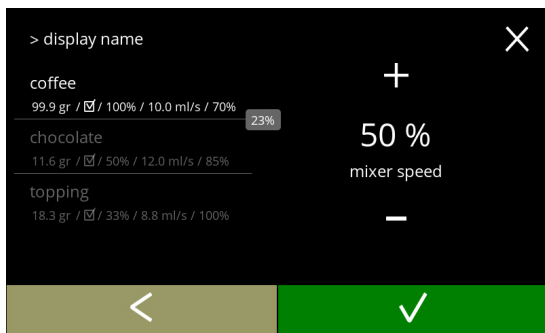 > display name
coffee
99.9 gr / ☑ / 100% / 10.0 ml/s / 70%
23%
chocolate
11.6 gr / ☑ / 50% / 12.0 ml/s / 85%
topping
18.3 gr / ☑ / 33% / 8.8 ml/s / 100%
+
50 %
mixer speed
−